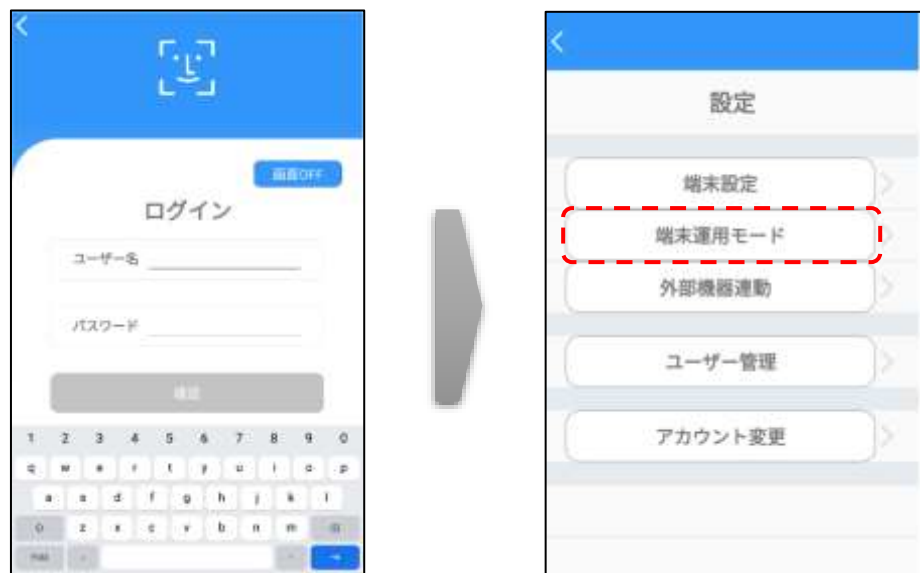 画面OFF
ログイン
ユーザー名
パスワード
確認
1 2 3 4 5 6 7 8 9 0
q w e r t y u i o p
a s d f g h j k l
z x c v b n m
設定
端末設定
端末運用モード
外部機器連動
ユーザー管理
アカウント変更